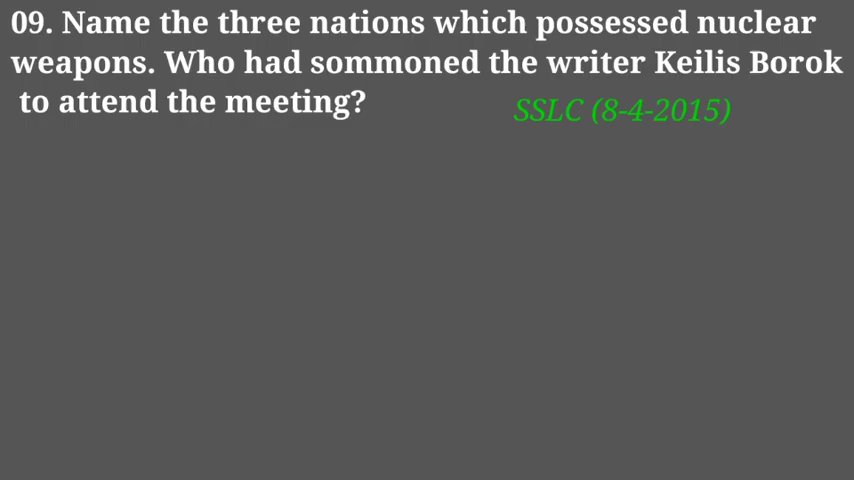 09. Name the three nations which possessed nuclear
weapons. Who had sommoned the writer Keilis Borok
to attend the meeting?
SSLC (8-4-2015)